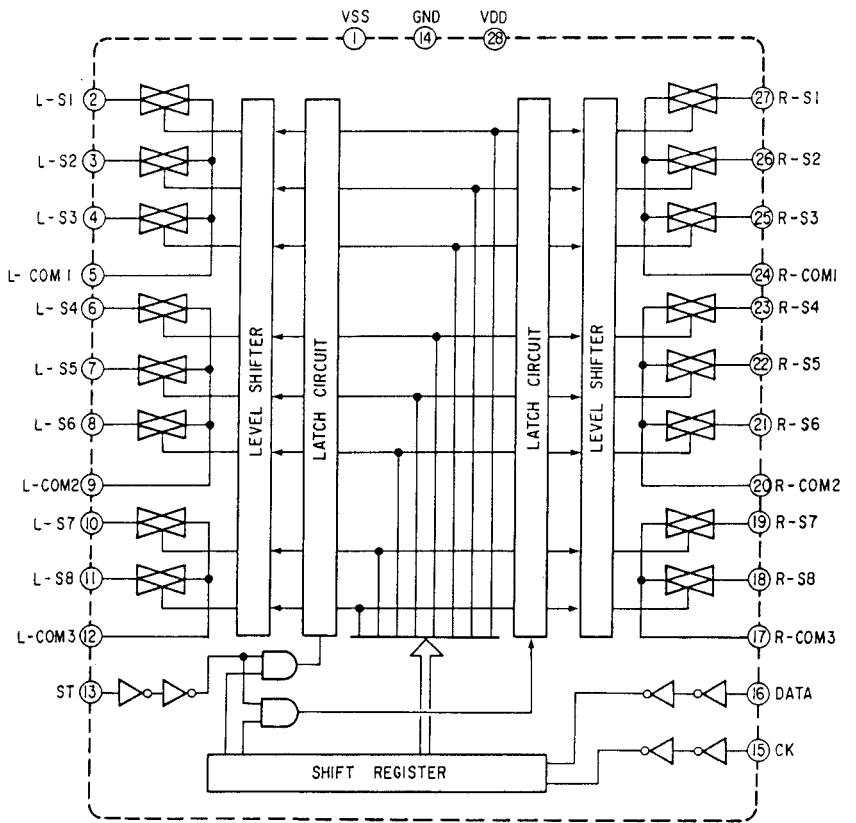 VSS GND VDD
1 14 28
L-S1 2
L-S2 3
L-S3 4
L-COM1 5
L-S4 6
L-S5 7
L-S6 8
L-COM2 9
L-S7 10
L-S8 11
L-COM3 12
ST 13
LEVEL SHIFTER
LATCH CIRCUIT
LATCH CIRCUIT
LEVEL SHIFTER
27 R-S1
26 R-S2
25 R-S3
24 R-COM1
23 R-S4
22 R-S5
21 R-S6
20 R-COM2
19 R-S7
18 R-S8
17 R-COM3
16 DATA
15 CK
SHIFT REGISTER